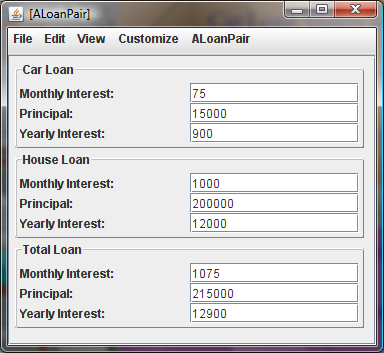 [ALoanPair]
File Edit View Customize ALoanPair
Car Loan
Monthly Interest: 75
Principal: 15000
Yearly Interest: 900
House Loan
Monthly Interest: 1000
Principal: 200000
Yearly Interest: 12000
Total Loan
Monthly Interest: 1075
Principal: 215000
Yearly Interest: 12900